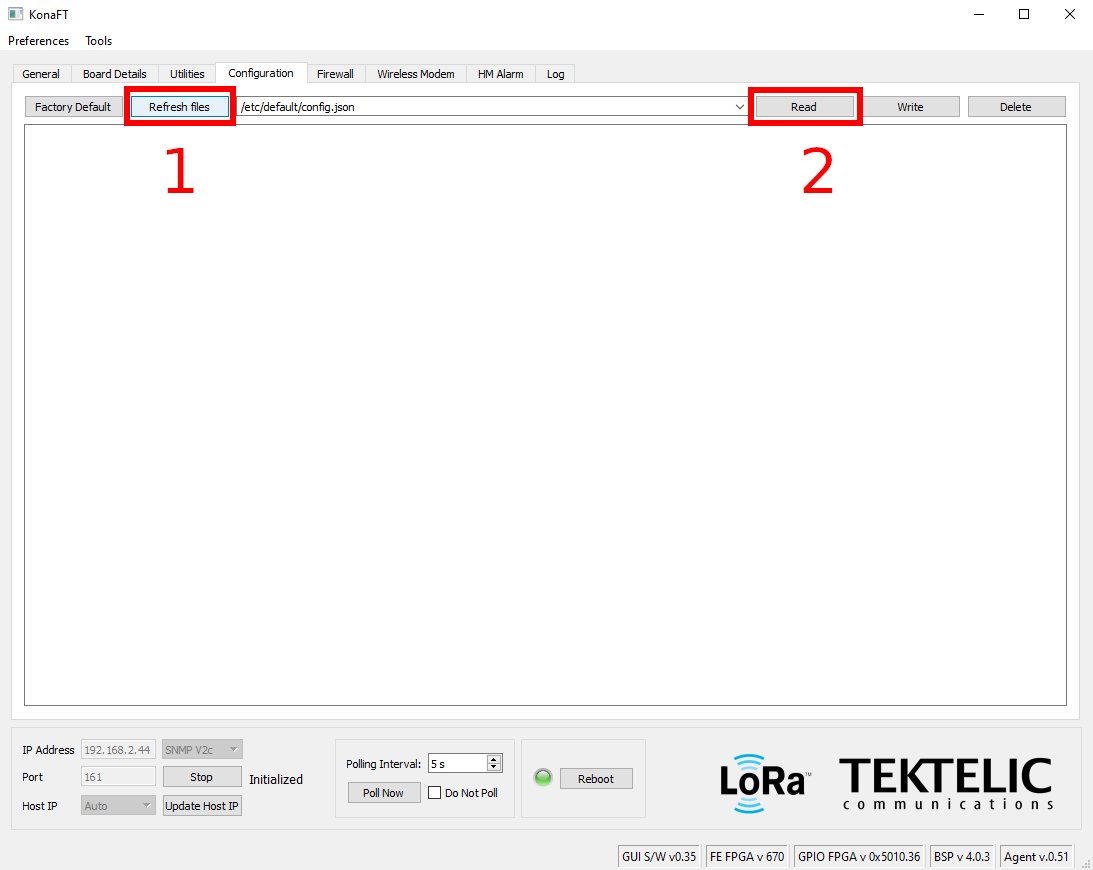 KonaFT
Preferences Tools
General Board Details Utilities Configuration Firewall Wireless Modem HM Alarm Log
Factory Default Refresh files /etc/default/config.json Read Write Delete
1 2
IP Address 192.168.2.44 SNMP V2c
Port 161 Stop Initialized
Host IP Auto Update Host IP
Polling Interval: 5 s
Poll Now Do Not Poll
Reboot
LoRa™
TEKTELIC
communications
GUI S/W v0.35 FE FPGA v 670 GPIO FPGA v 0x5010.36 BSP v 4.0.3 Agent v.0.51